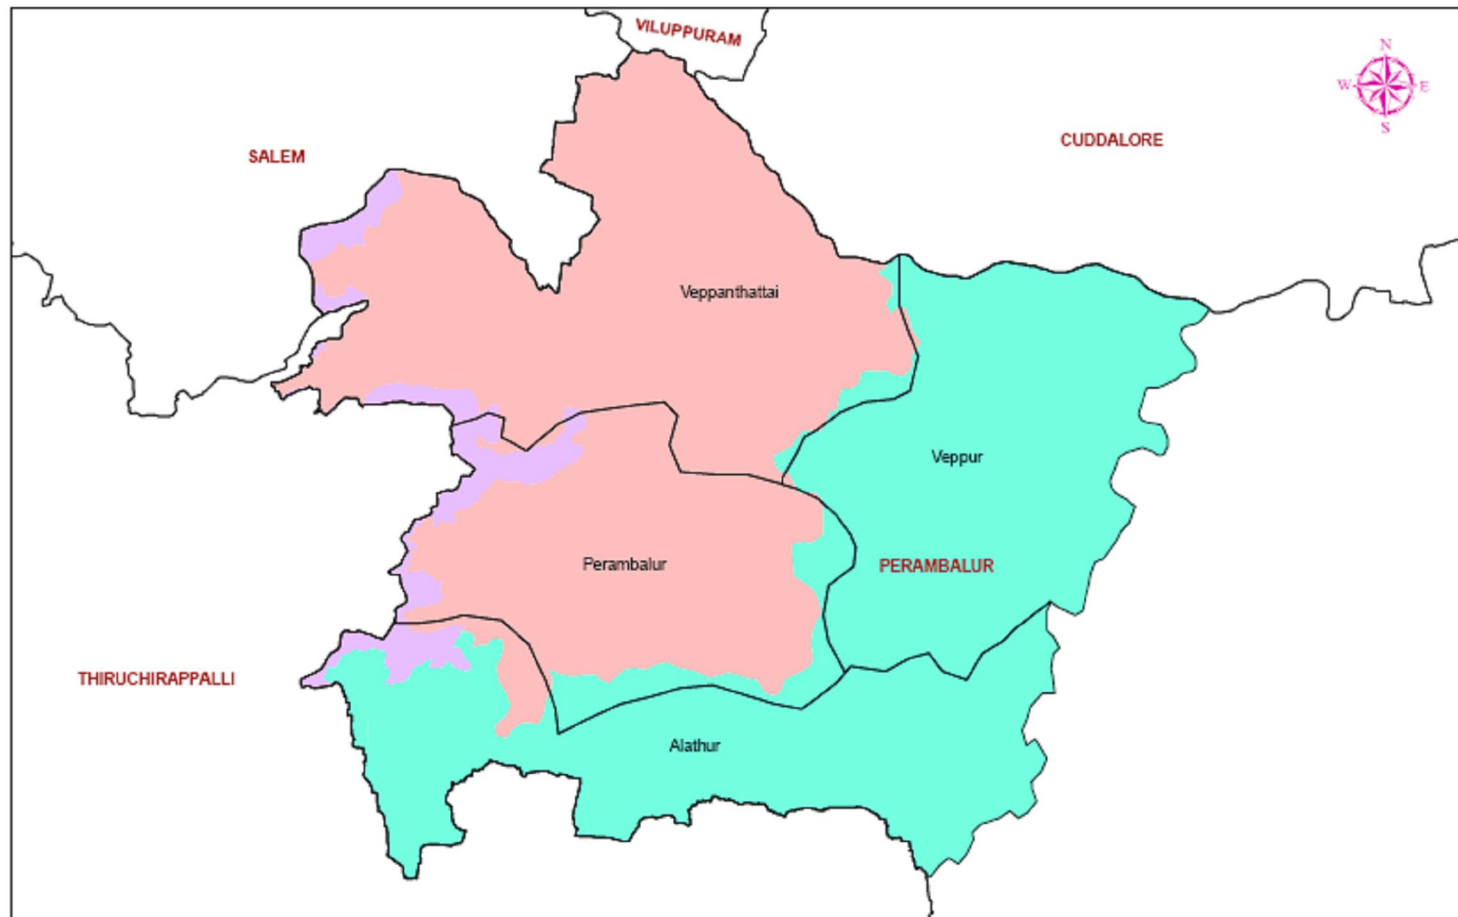 VILUPPURAM
N
W E
S
CUDDALORE
SALEM
Veppanthattai
Veppur
Perambalur
PERAMBALUR
THIRUCHIRAPPALLI
Alathur